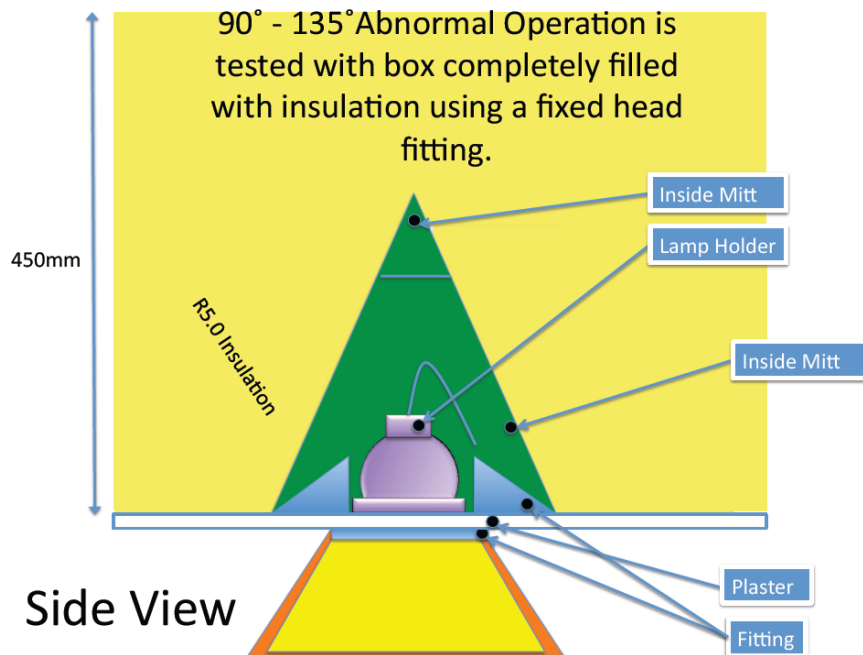 90˚ - 135˚Abnormal Operation is
tested with box completely filled
with insulation using a fixed head
fitting.
Inside Mitt
Lamp Holder
450mm
R5.0 Insulation
Inside Mitt
Plaster
Side View
Fitting